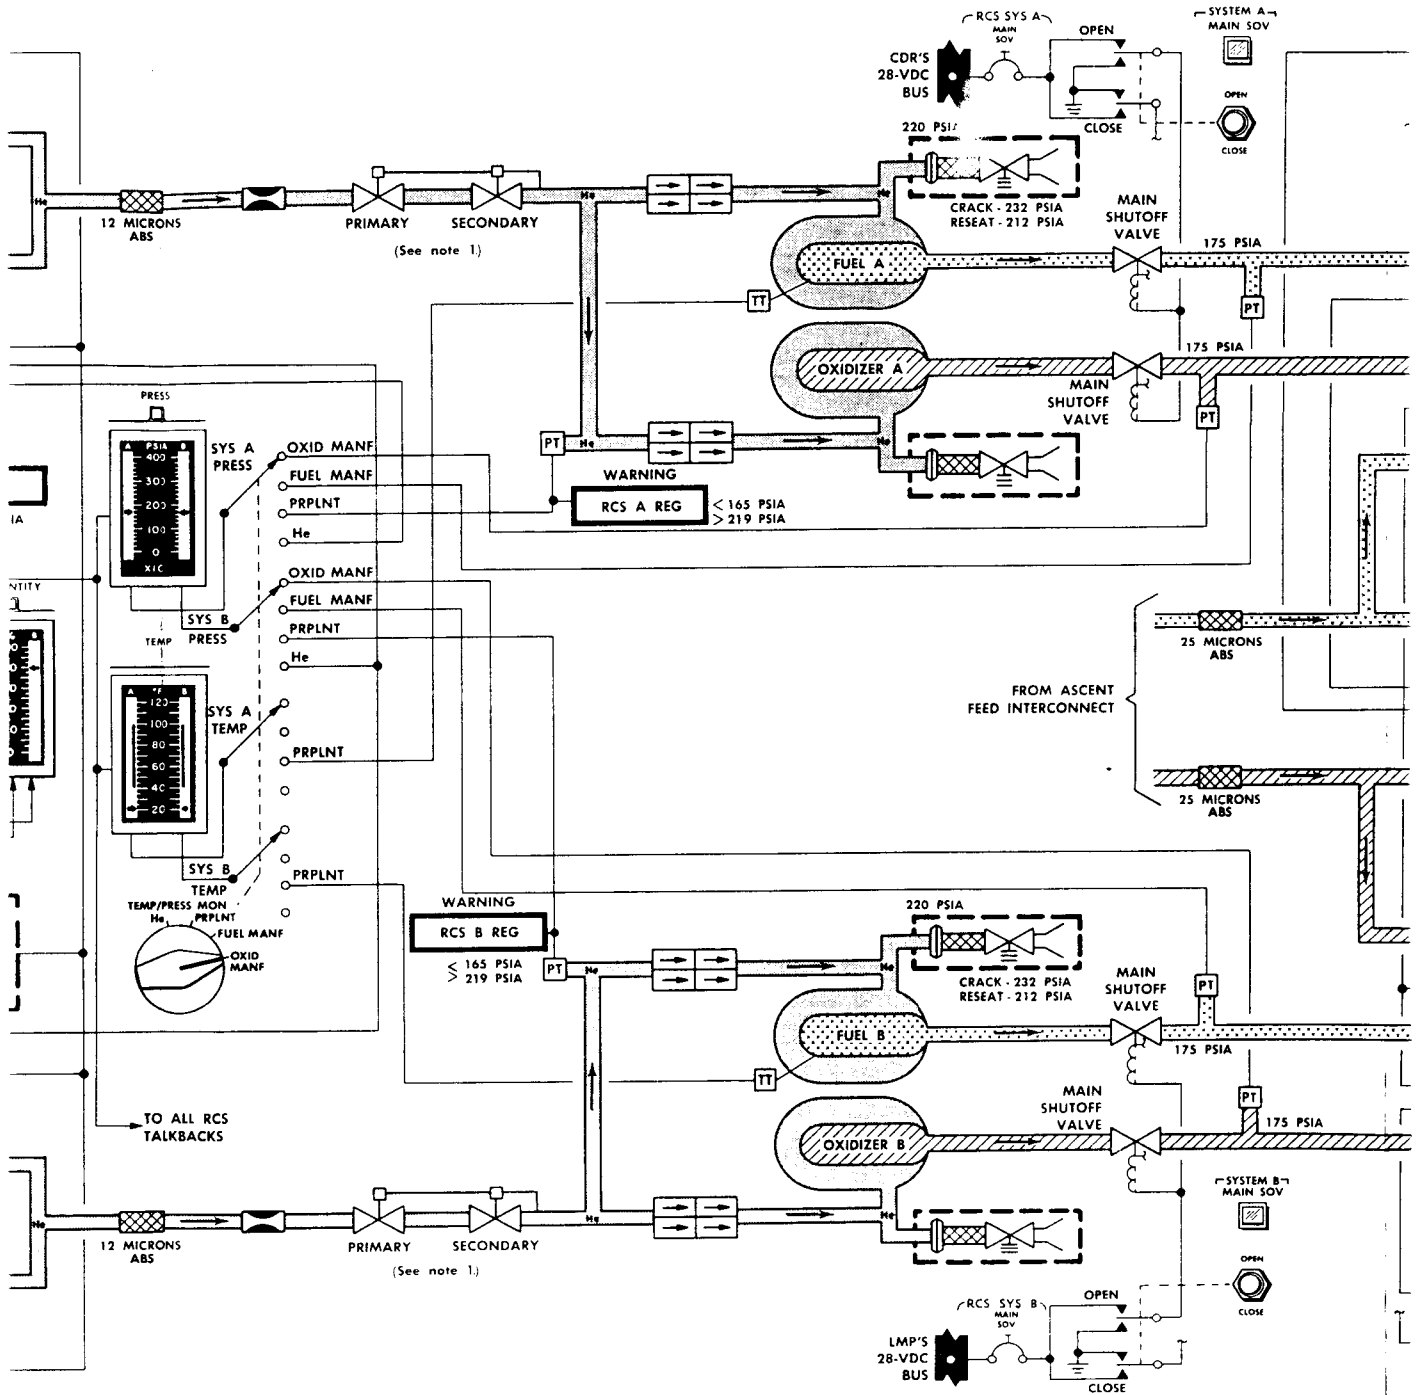 RCS SYS A
MAIN
SOV
OPEN
SYSTEM A
MAIN SOV
CDR'S
28-VDC
BUS
CLOSE
OPEN
CLOSE
220 PSIA
He
12 MICRONS
ABS
PRIMARY
SECONDARY
(See note 1.)
He
He
CRACK - 232 PSIA
RESEAT - 212 PSIA
MAIN
SHUTOFF
VALVE
175 PSIA
FUEL A
TT
PT
OXIDIZER A
175 PSIA
MAIN
SHUTOFF
VALVE
PT
PT
He
He
WARNING
RCS A REG
< 165 PSIA
> 219 PSIA
PRESS
A PSIA B
400
300
200
100
0
X10
SYS A
PRESS
OXID MANF
FUEL MANF
PRPLNT
He
OXID MANF
FUEL MANF
PRPLNT
He
SYS B
PRESS
IA
NTITY
B
TEMP
A °F B
120
100
80
60
40
20
SYS A
TEMP
PRPLNT
SYS B
TEMP
PRPLNT
TEMP/PRESS MON
He
PRPLNT
FUEL MANF
OXID
MANF
25 MICRONS
ABS
FROM ASCENT
FEED INTERCONNECT
25 MICRONS
ABS
WARNING
RCS B REG
< 165 PSIA
> 219 PSIA
PT
He
He
220 PSIA
CRACK - 232 PSIA
RESEAT - 212 PSIA
MAIN
SHUTOFF
VALVE
PT
FUEL B
175 PSIA
TT
MAIN
SHUTOFF
VALVE
PT
175 PSIA
OXIDIZER B
TO ALL RCS
TALKBACKS
He
12 MICRONS
ABS
PRIMARY
SECONDARY
(See note 1.)
He
He
SYSTEM B
MAIN SOV
OPEN
CLOSE
RCS SYS B
MAIN
SOV
OPEN
LMP'S
28-VDC
BUS
CLOSE